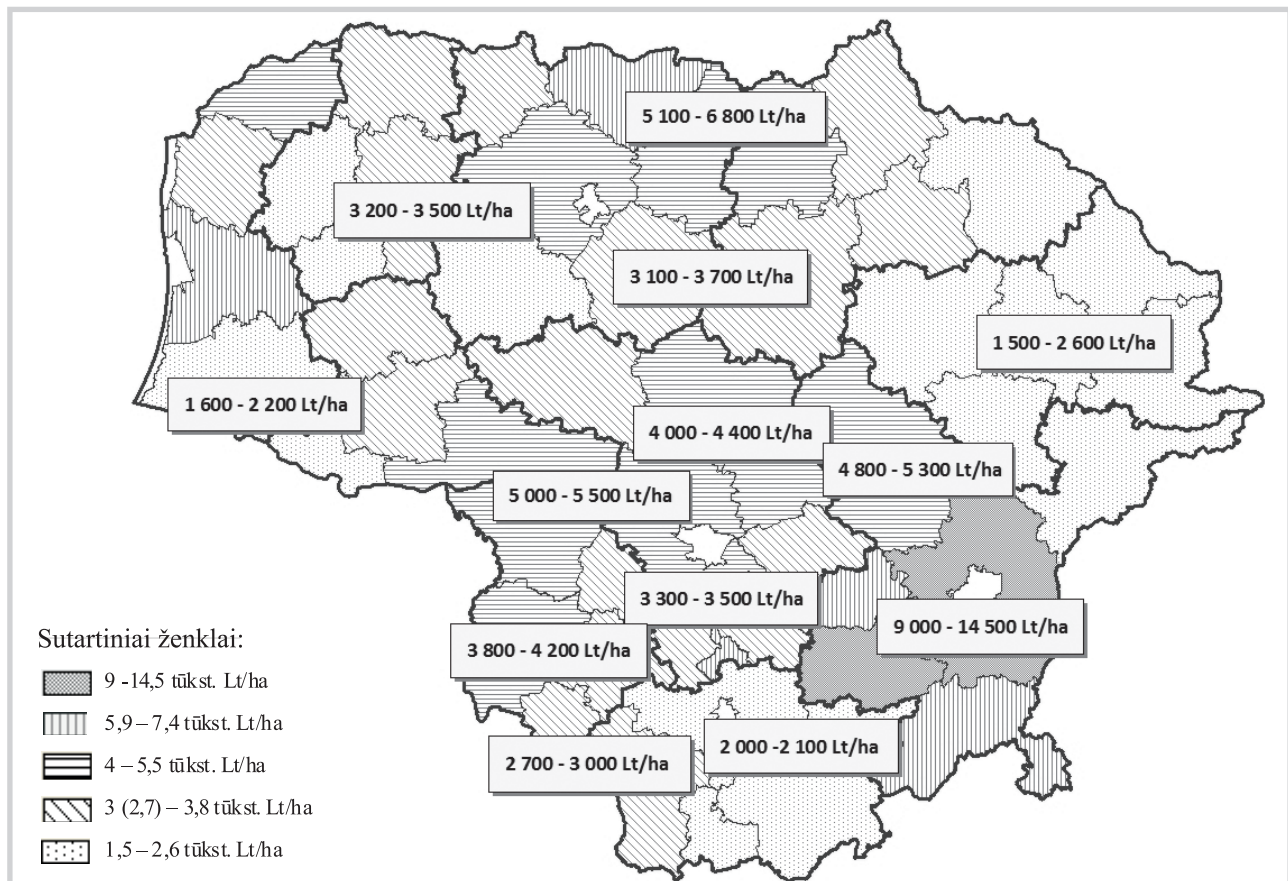 5 100 - 6 800 Lt/ha
3 200 - 3 500 Lt/ha
3 100 - 3 700 Lt/ha
1 500 - 2 600 Lt/ha
1 600 - 2 200 Lt/ha
4 000 - 4 400 Lt/ha
4 800 - 5 300 Lt/ha
5 000 - 5 500 Lt/ha
3 300 - 3 500 Lt/ha
9 000 - 14 500 Lt/ha
3 800 - 4 200 Lt/ha
2 000 -2 100 Lt/ha
2 700 - 3 000 Lt/ha
Sutartiniai ženklai:
9 -14,5 tūkst. Lt/ha
5,9 – 7,4 tūkst. Lt/ha
4 – 5,5 tūkst. Lt/ha
3 (2,7) – 3,8 tūkst. Lt/ha
1,5 – 2,6 tūkst. Lt/ha